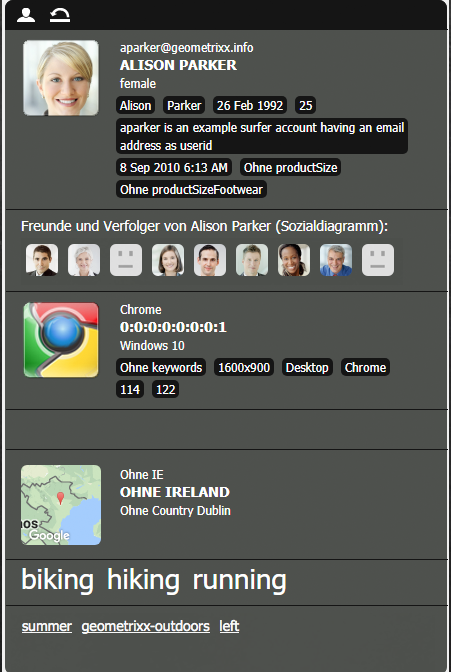 aparker@geometrixx.info
ALISON PARKER
female
Alison Parker 26 Feb 1992 25
aparker is an example surfer account having an email
address as userid
8 Sep 2010 6:13 AM Ohne productSize
Ohne productSizeFootwear
Freunde und Verfolger von Alison Parker (Sozialdiagramm):
Chrome
0:0:0:0:0:0:0:1
Windows 10
Ohne keywords 1600x900 Desktop Chrome
114 122
Ohne IE
OHNE IRELAND
Ohne Country Dublin
nos
Google
biking hiking running
summer geometrixx-outdoors left